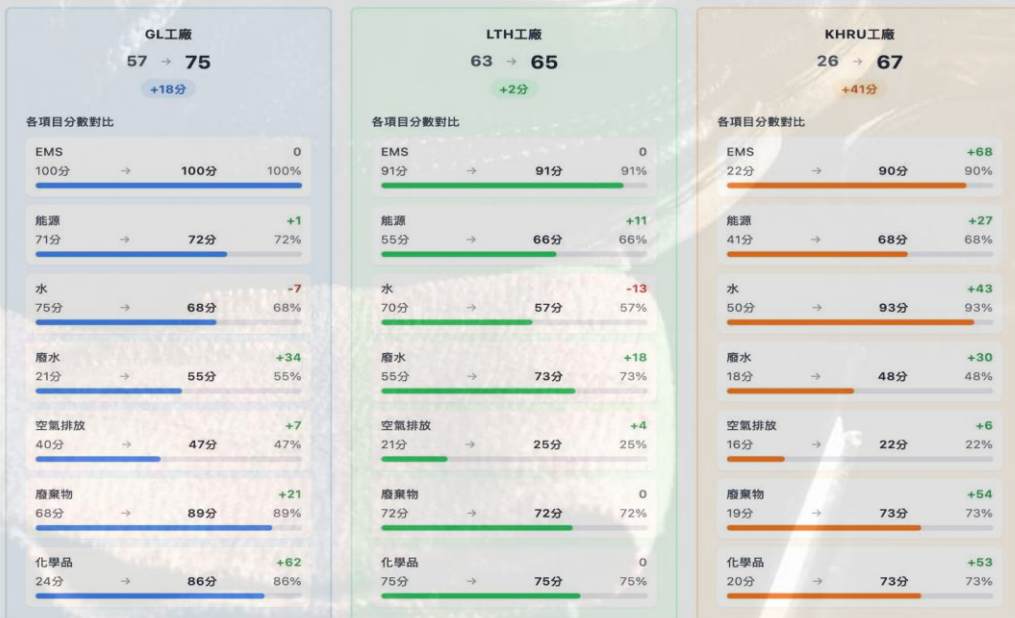 GL工廠
57 → 75
+18分
各項目分數對比
EMS 0
100分 → 100分 100%
能源 +1
71分 → 72分 72%
水 -7
75分 → 68分 68%
廢水 +34
21分 → 55分 55%
空氣排放 +7
40分 → 47分 47%
廢棄物 +21
68分 → 89分 89%
化學品 +62
24分 → 86分 86%
LTH工廠
63 → 65
+2分
各項目分數對比
EMS 0
91分 → 91分 91%
能源 +11
55分 → 66分 66%
水 -13
70分 → 57分 57%
廢水 +18
55分 → 73分 73%
空氣排放 +4
21分 → 25分 25%
廢棄物 0
72分 → 72分 72%
化學品 0
75分 → 75分 75%
KHRU工廠
26 → 67
+41分
各項目分數對比
EMS +68
22分 → 90分 90%
能源 +27
41分 → 68分 68%
水 +43
50分 → 93分 93%
廢水 +30
18分 → 48分 48%
空氣排放 +6
16分 → 22分 22%
廢棄物 +54
19分 → 73分 73%
化學品 +53
20分 → 73分 73%